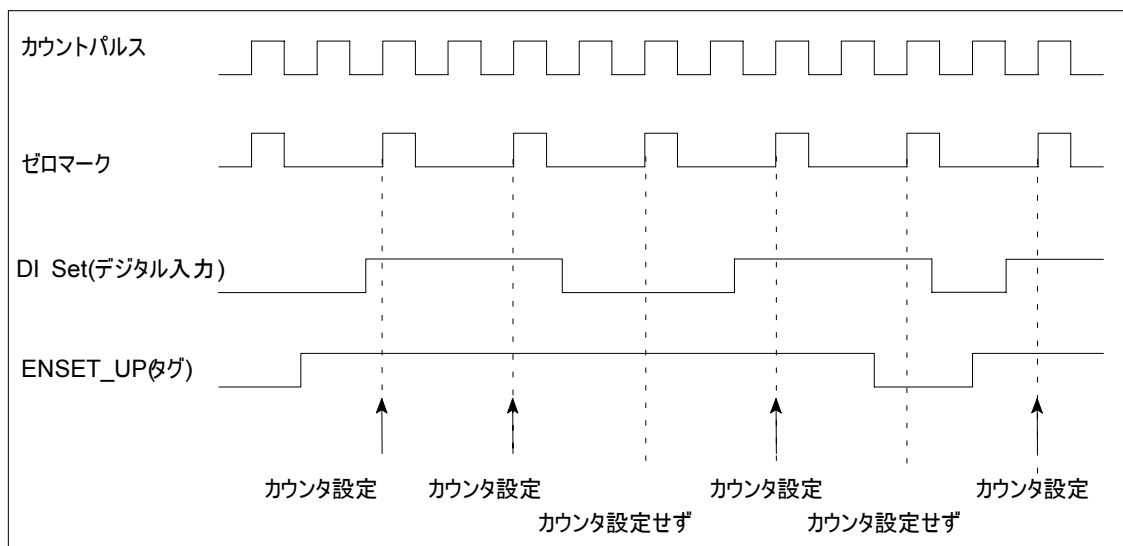 カウントパルス
ゼロマーク
DI Set(デジタル入力)
ENSET_UP(タグ)
カウンタ設定
カウンタ設定
カウンタ設定
カウンタ設定
カウンタ設定せず
カウンタ設定せず